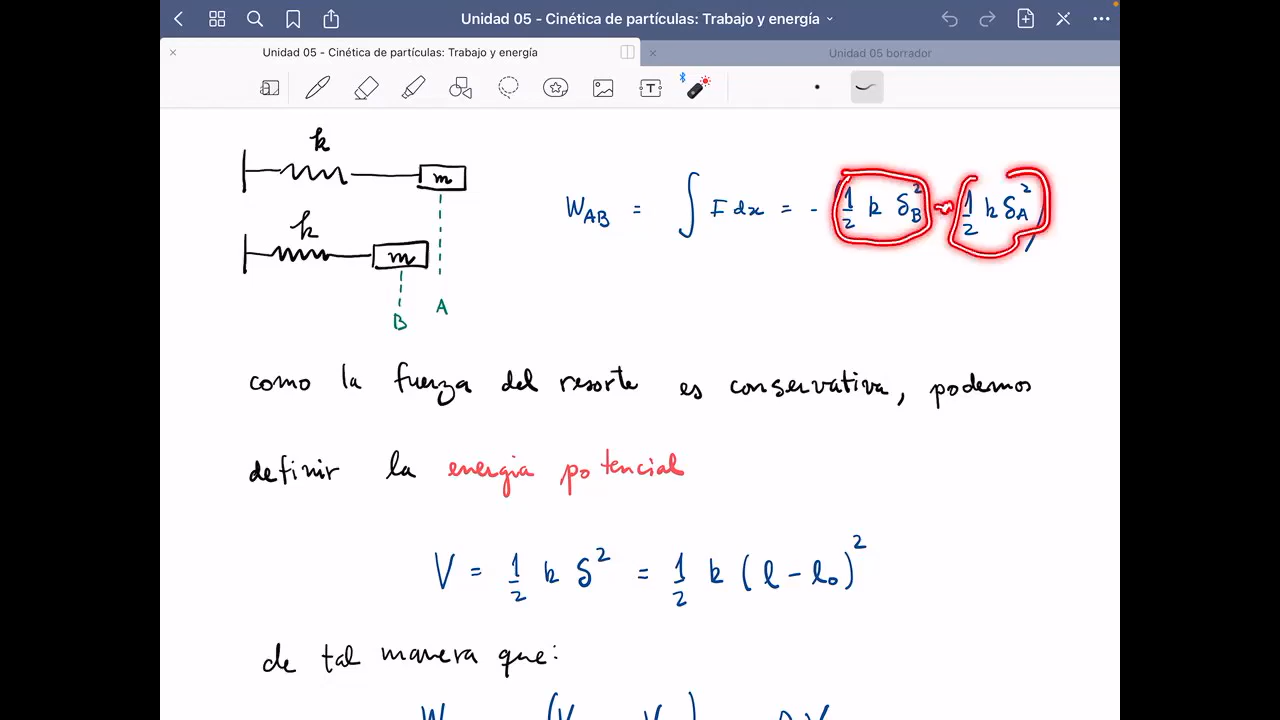 Unidad 05 - Cinética de partículas: Trabajo y energía
Unidad 05 - Cinética de partículas: Trabajo y energía
Unidad 05 borrador
T
k
m
k
m
B
A
W_AB = ∫ F dx = - (1/2 k δ_B² - 1/2 k δ_A²)
como la fuerza del resorte es conservativa, podemos
definir la energia potencial
V = 1/2 k δ² = 1/2 k (l - l₀)²
de tal manera que: